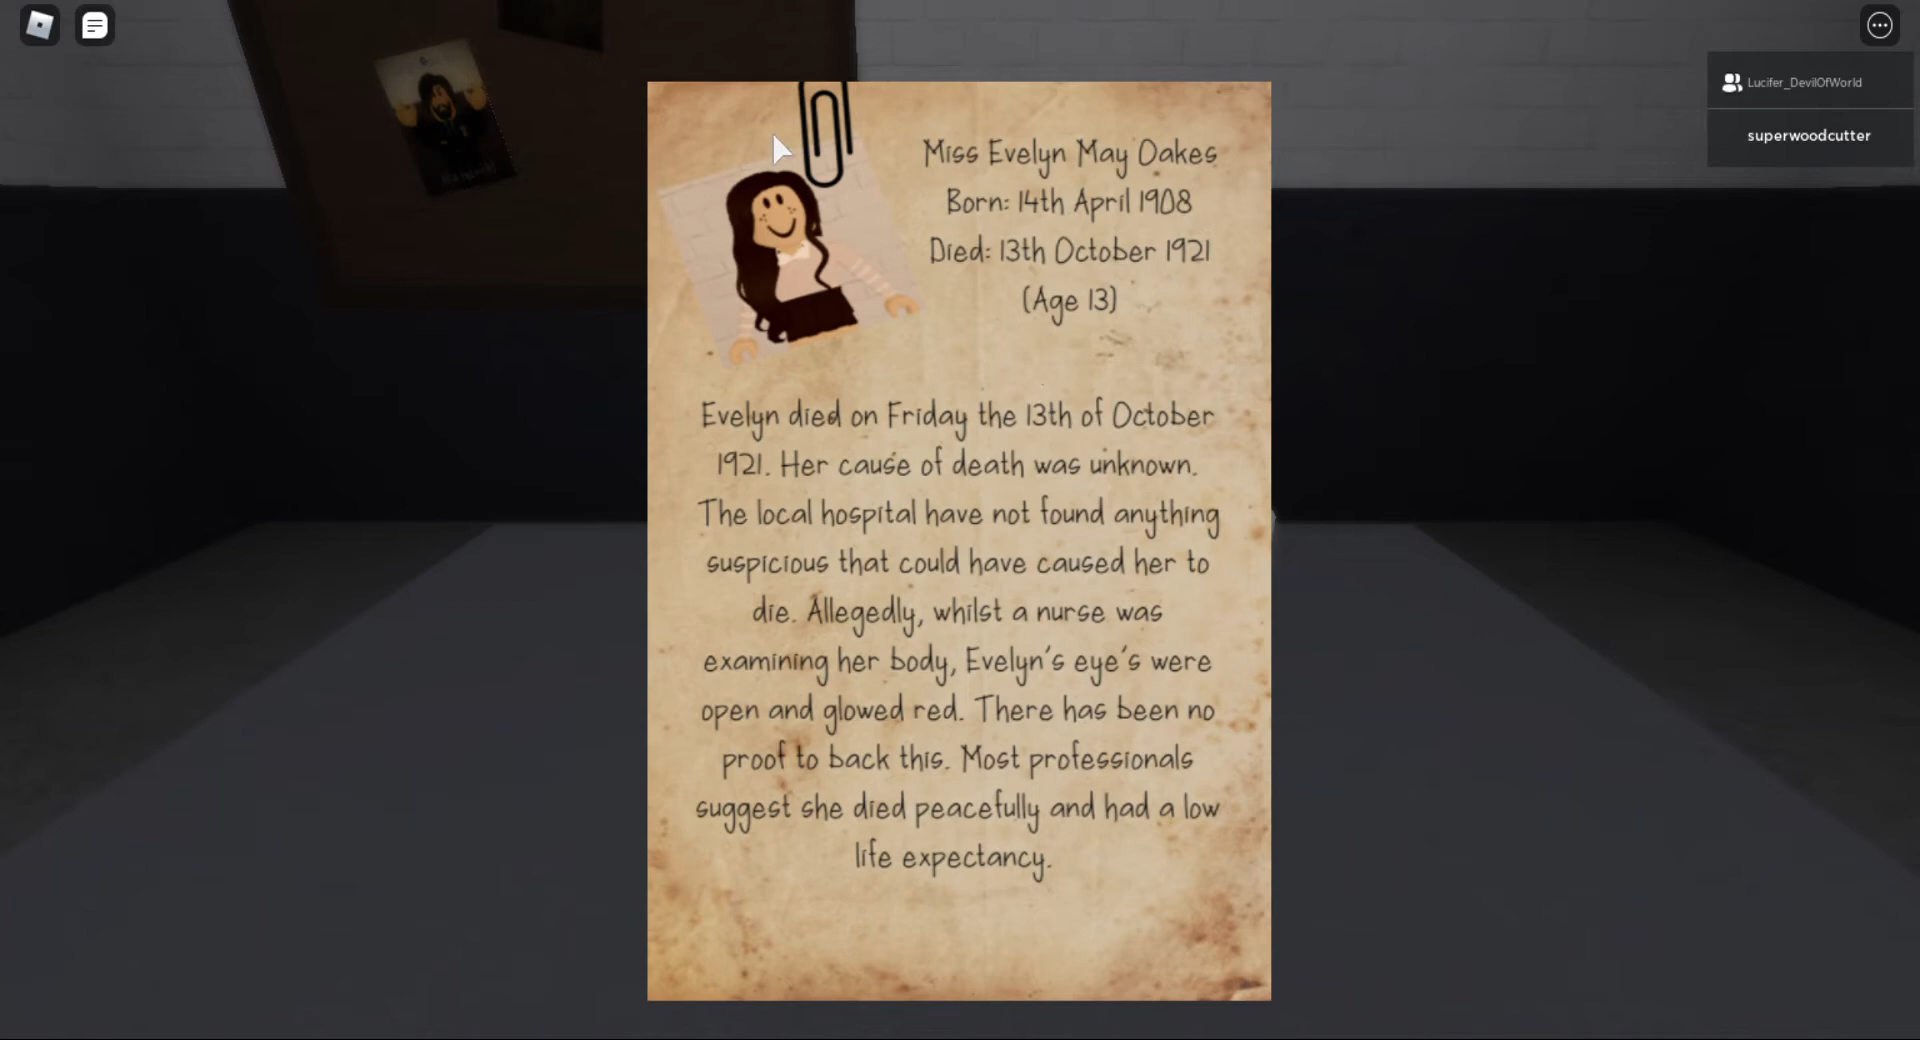 Lucifer_DevilOfWorld
superwoodcutter
Miss Evelyn May Oakes
Born: 14th April 1908
Died: 13th October 1921
(Age 13)
Evelyn died on Friday the 13th of October
1921. Her cause of death was unknown.
The local hospital have not found anything
suspicious that could have caused her to
die. Allegedly, whilst a nurse was
examining her body, Evelyn's eye's were
open and glowed red. There has been no
proof to back this. Most professionals
suggest she died peacefully and had a low
life expectancy.